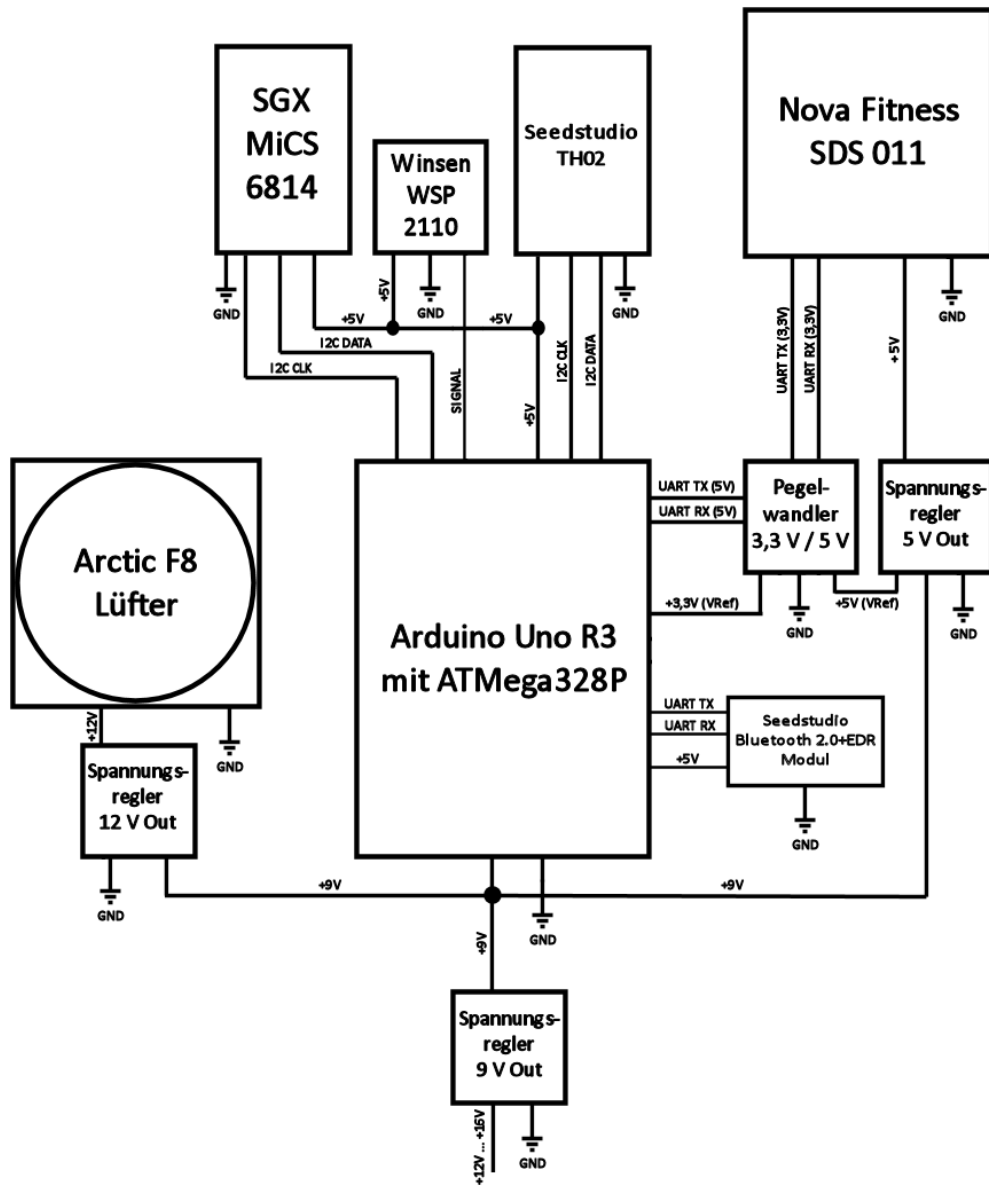 SGX
MiCS
6814
Winsen
WSP
2110
Seedstudio
TH02
Nova Fitness
SDS 011
GND
GND
GND
GND
+5V
+5V
+5V
I2C DATA
I2C CLK
SIGNAL
+5V
I2C CLK
I2C DATA
UART TX (3,3V)
UART RX (3,3V)
+5V
Arctic F8
Lüfter
+12V
GND
Spannungs-
regler
12 V Out
GND
Arduino Uno R3
mit ATMega328P
UART TX (5V)
UART RX (5V)
+3,3V (VRef)
Pegel-
wandler
3,3 V / 5 V
GND
+5V (VRef)
Spannungs-
regler
5 V Out
GND
UART TX
UART RX
+5V
Seedstudio
Bluetooth 2.0+EDR
Modul
GND
+9V
+9V
GND
+9V
Spannungs-
regler
9 V Out
+12V ... +16V
GND